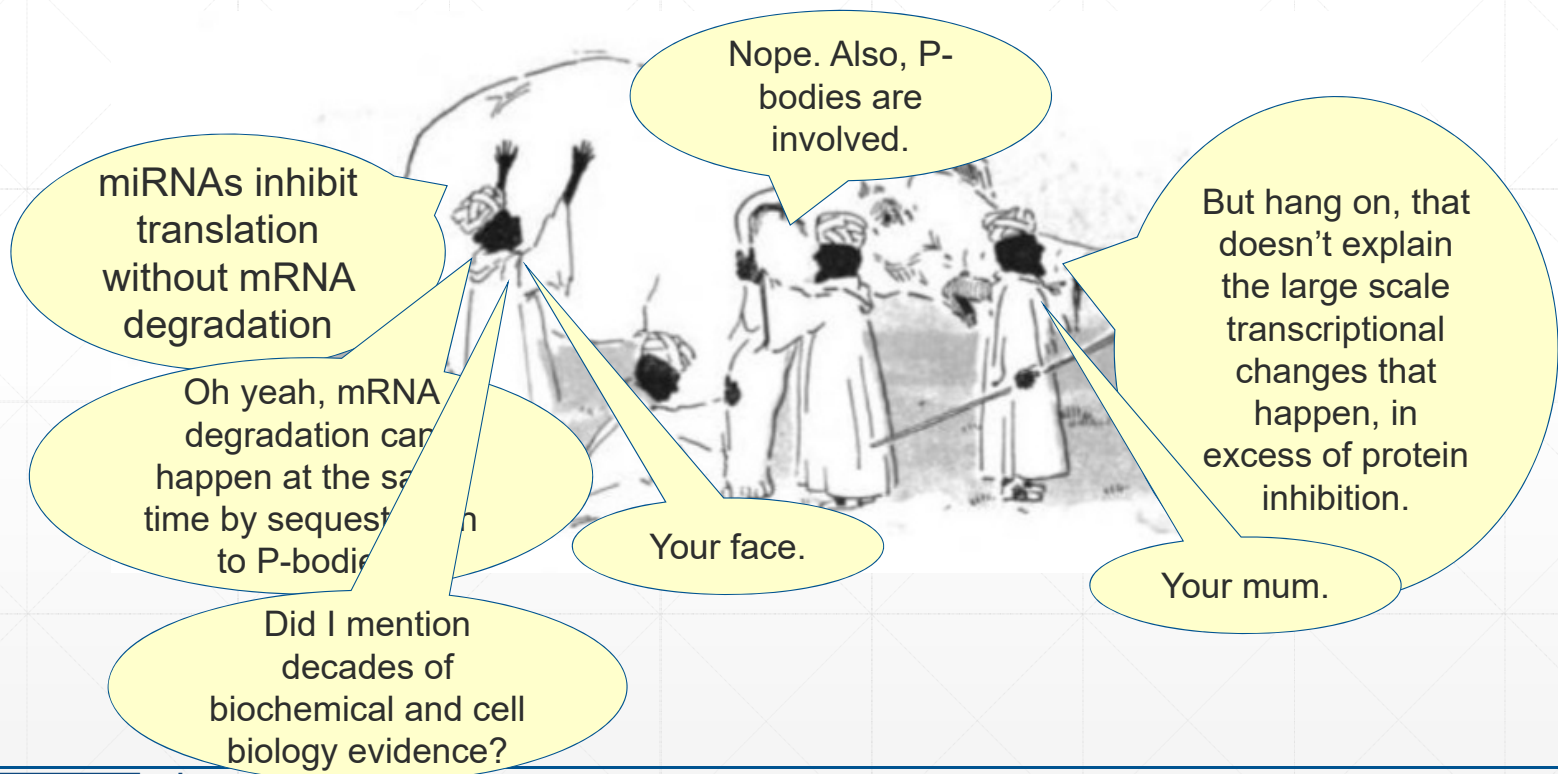 Nope. Also, P-
bodies are
involved.
miRNAs inhibit
translation
without mRNA
degradation
But hang on, that
doesn’t explain
the large scale
transcriptional
changes that
happen, in
excess of protein
inhibition.
Oh yeah, mRNA
degradation can
happen at the
time by
to
Your face.
Your mum.
Did I mention
decades of
biochemical and cell
biology evidence?